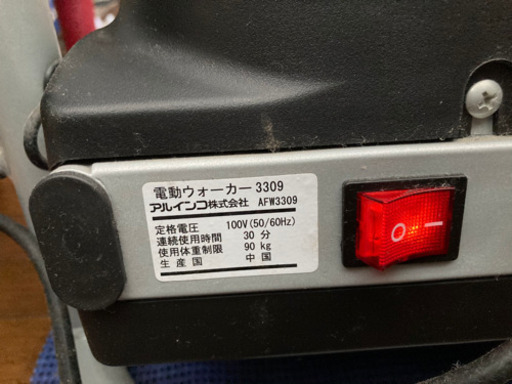 電動ウォーカー 3309
アルインコ株式会社 AFW3309
定格電圧 100V(50/60Hz)
連続使用時間 30 分
使用体重制限 90 kg
生産国 中国